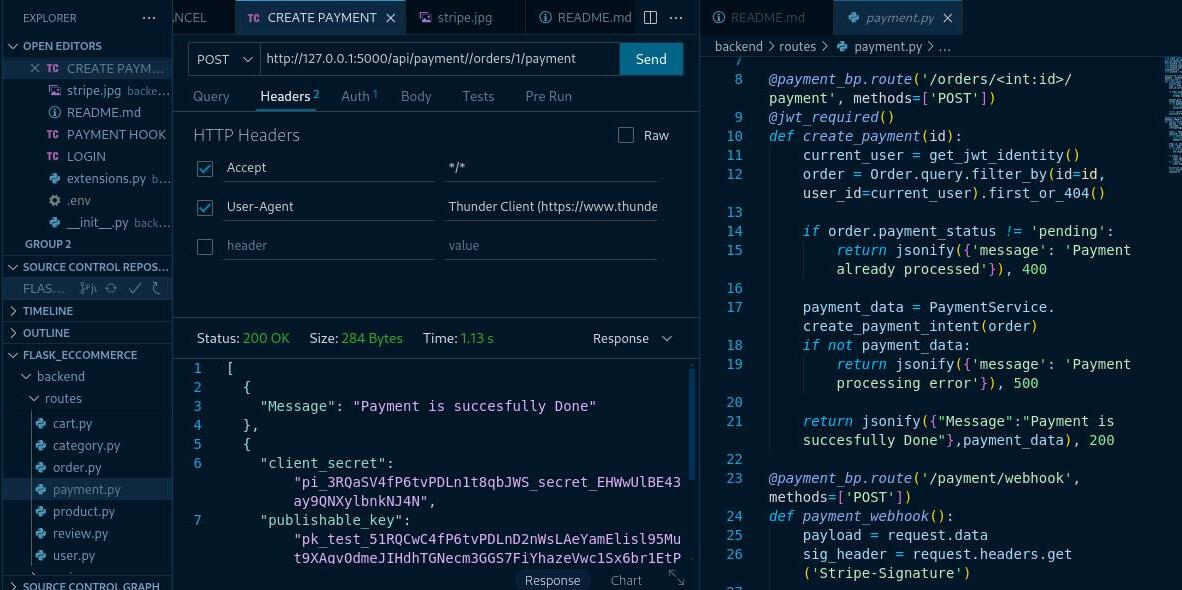 EXPLORER
OPEN EDITORS
CREATE PAYM...
stripe.jpg backe...
README.md
PAYMENT HOOK
LOGIN
extensions.py b...
.env
__init__.py back...
GROUP 2
SOURCE CONTROL REPOS...
FLAS...
TIMELINE
OUTLINE
FLASK_ECCOMMERCE
backend
routes
cart.py
category.py
order.py
payment.py
product.py
review.py
user.py
SOURCE CONTROL GRAPH
ANCEL
TC CREATE PAYMENT
stripe.jpg
README.md
POST
http://127.0.0.1:5000/api/payment//orders/1/payment
Send
Query Headers 2 Auth 1 Body Tests Pre Run
HTTP Headers
Raw
Accept */*
User-Agent Thunder Client (https://www.thunde
header value
Status: 200 OK Size: 284 Bytes Time: 1.13 s Response
1 [
2 {
3 "Message": "Payment is succesfully Done"
4 },
5 {
6 "client_secret":
"pi_3RQaSV4fP6tvPDLn1t8qbJWS_secret_EHWwUlBE43
ay9QNXylbnkNJ4N",
7 "publishable_key":
"pk_test_51RQCwC4fP6tvPDLnD2nWsLAeYamElisl95Mu
t9XAqvOdmeJIHdhTGNecm3GGS7FiYhazeVwc1Sx6br1EtP
Response Chart
README.md
payment.py
backend > routes > payment.py > ...
7
8 @payment_bp.route('/orders/<int:id>/
payment', methods=['POST'])
9 @jwt_required()
10 def create_payment(id):
11 current_user = get_jwt_identity()
12 order = Order.query.filter_by(id=id,
user_id=current_user).first_or_404()
13
14 if order.payment_status != 'pending':
15 return jsonify({'message': 'Payment
already processed'}), 400
16
17 payment_data = PaymentService.
create_payment_intent(order)
18 if not payment_data:
19 return jsonify({'message': 'Payment
processing error'}), 500
20
21 return jsonify({"Message":"Payment is
succesfully Done"},payment_data), 200
22
23 @payment_bp.route('/payment/webhook',
methods=['POST'])
24 def payment_webhook():
25 payload = request.data
26 sig_header = request.headers.get
('Stripe-Signature')
27